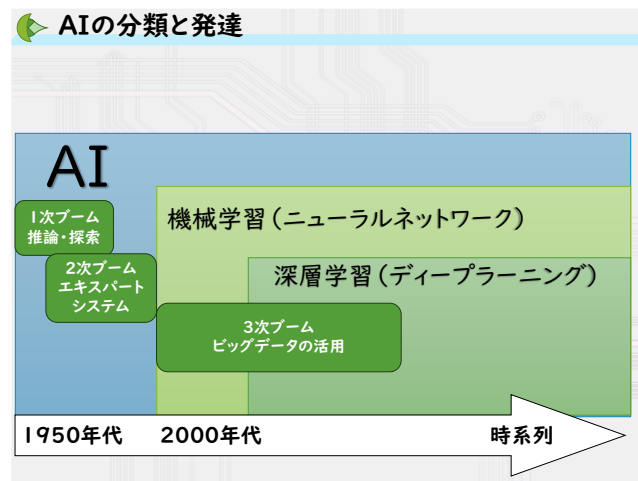 AIの分類と発達
AI
1次ブーム
推論・探索
機械学習(ニューラルネットワーク)
2次ブーム
エキスパート
システム
深層学習(ディープラーニング)
3次ブーム
ビッグデータの活用
1950年代
2000年代
時系列